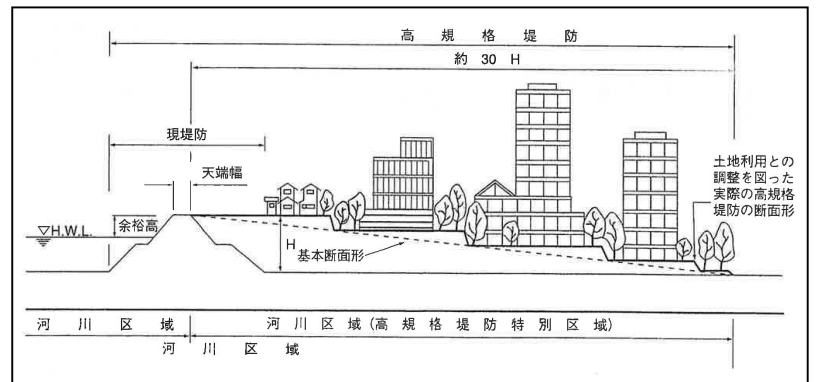 高規格堤防
約 30 H
現堤防
天端幅
土地利用との
調整を図った
実際の高規格
堤防の断面形
余裕高
▽H.W.L.
H
基本断面形
河川区域
河川区域(高規格堤防特別区域)
河川区域